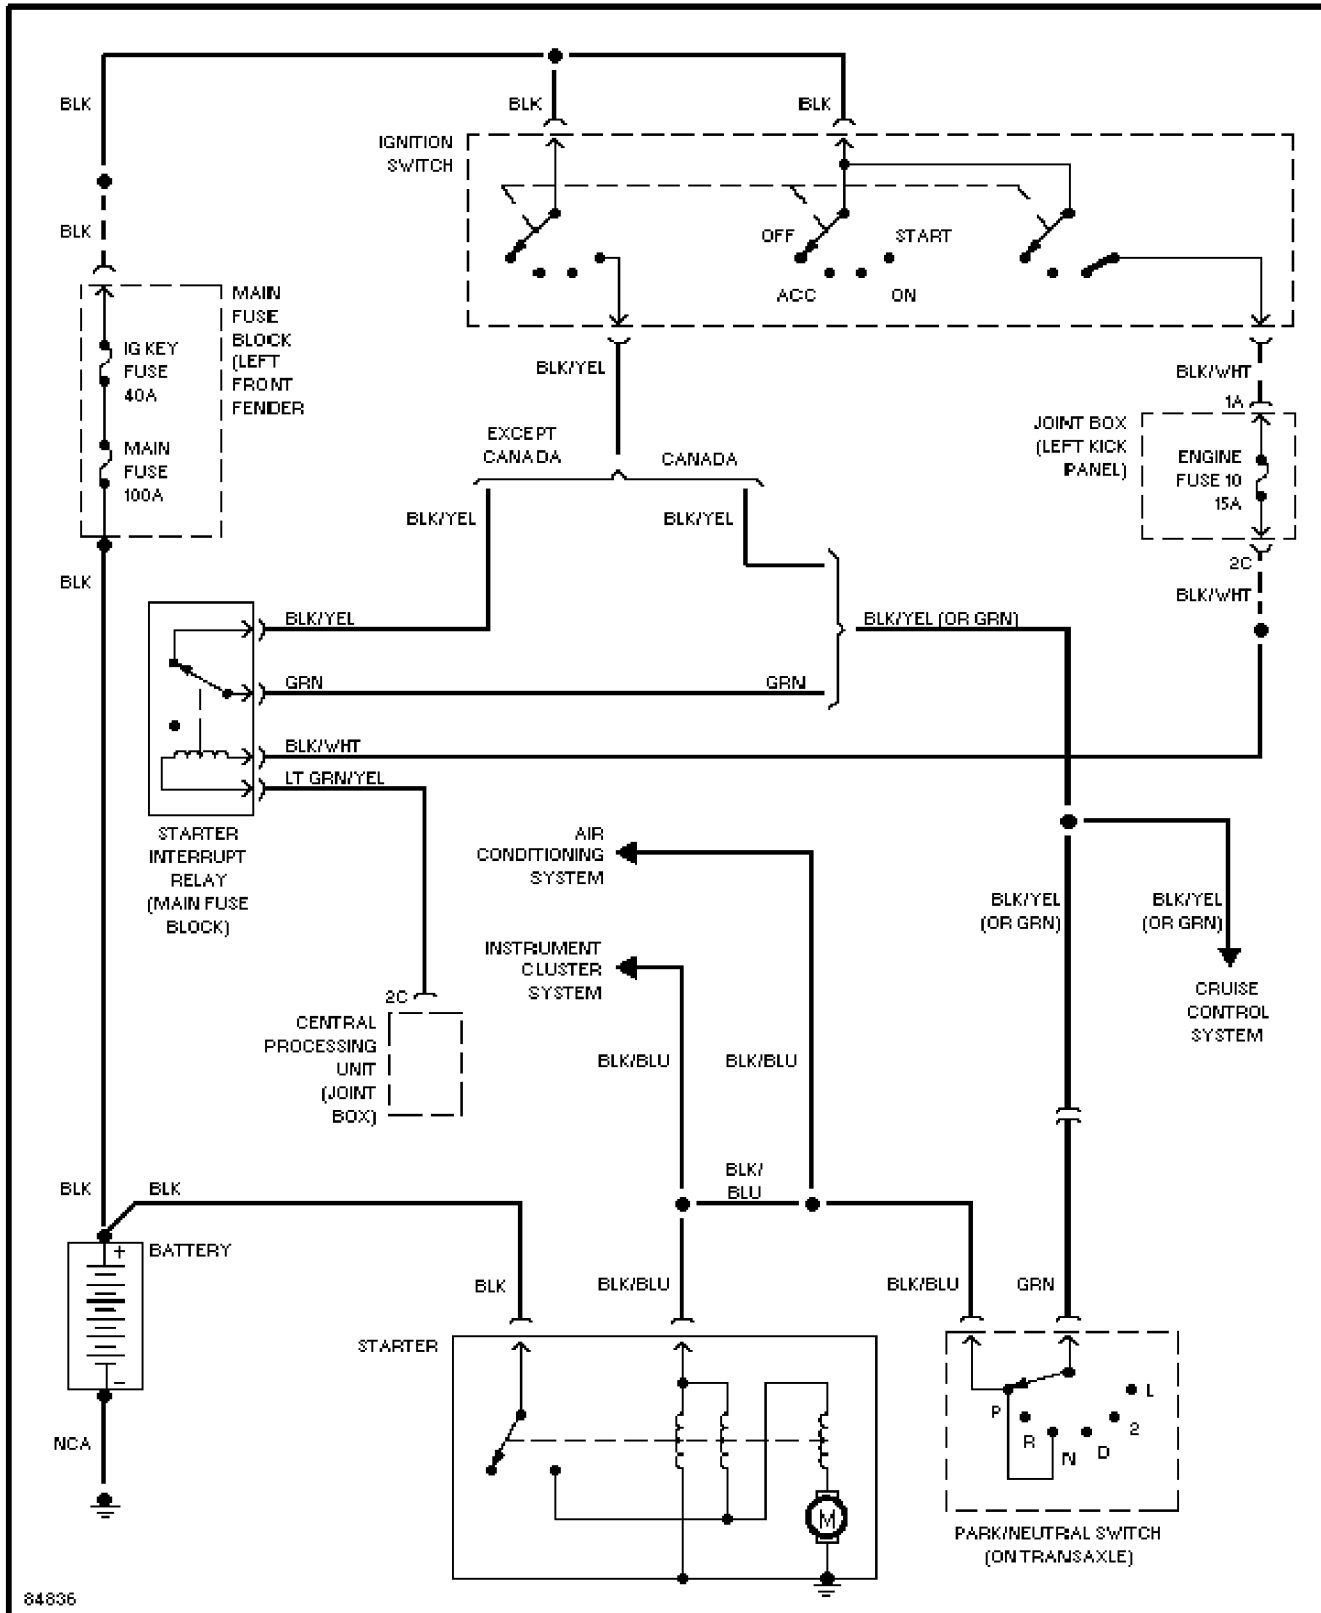 BLK
BLK
BLK
IGNITION
SWITCH
OFF
START
ACC
ON
BLK
MAIN
FUSE
BLOCK
(LEFT
FRONT
FENDER
IG KEY
FUSE
40A
MAIN
FUSE
100A
BLK/YEL
BLK/WHT
1A
JOINT BOX
(LEFT KICK
PANEL)
ENGINE
FUSE 10
15A
2C
BLK/WHT
EXCEPT
CANADA
CANADA
BLK/YEL
BLK/YEL
BLK
BLK/YEL
BLK/YEL (OR GRN)
GRN
GRN
BLK/WHT
LT GRN/YEL
STARTER
INTERRUPT
RELAY
(MAIN FUSE
BLOCK)
AIR
CONDITIONING
SYSTEM
BLK/YEL
(OR GRN)
BLK/YEL
(OR GRN)
INSTRUMENT
CLUSTER
SYSTEM
CRUISE
CONTROL
SYSTEM
2C
CENTRAL
PROCESSING
UNIT
(JOINT
BOX)
BLK/BLU
BLK/BLU
BLK
BLK
BLK/
BLU
+
BATTERY
-
BLK
BLK/BLU
BLK/BLU
GRN
STARTER
NCA
M
P
R
N
D
2
L
PARK/NEUTRAL SWITCH
(ON TRANSAXLE)
84836